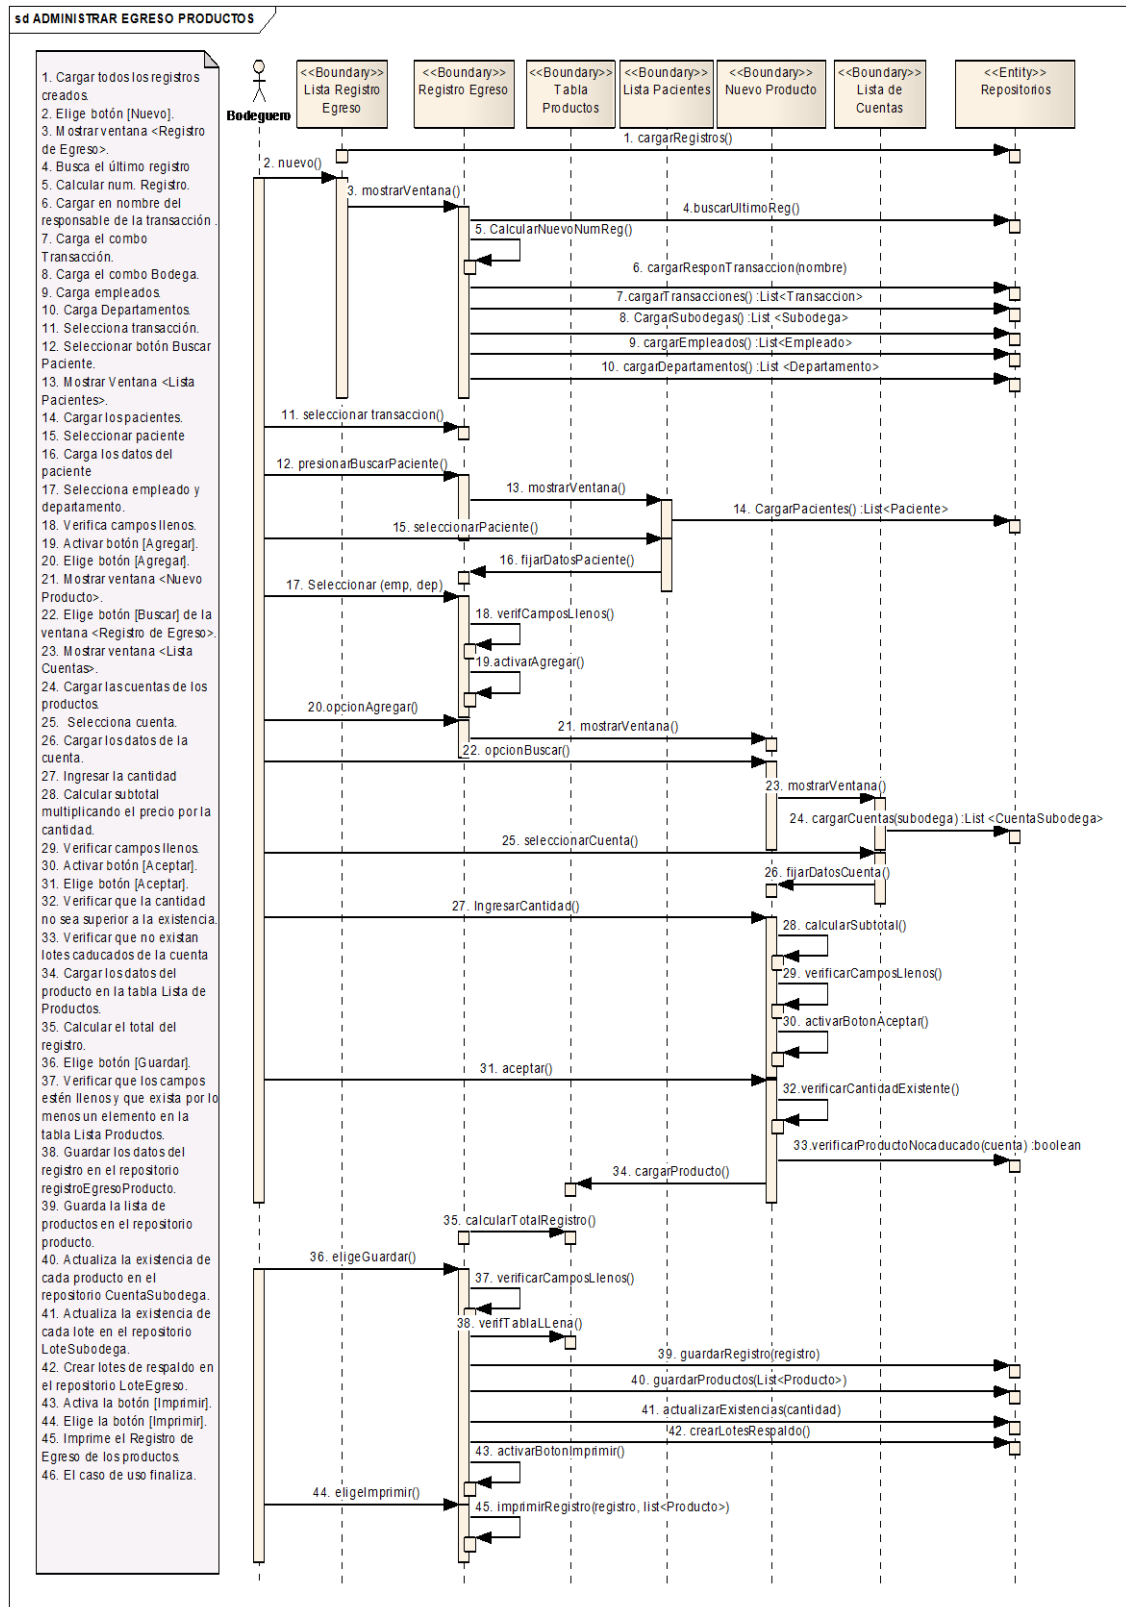 sd ADMINISTRAR EGRESO PRODUCTOS
1. Cargar todos los registros
creados.
2. Elige botón [Nuevo].
3. Mostrar ventana <Registro
de Egreso>.
4. Busca el último registro
5. Calcular num. Registro.
6. Cargar en nombre del
responsable de la transacción .
7. Carga el combo
Transacción.
8. Carga el combo Bodega.
9. Carga empleados.
10. Carga Departamentos.
11. Selecciona transacción.
12. Seleccionar botón Buscar
Paciente.
13. Mostrar Ventana <Lista
Pacientes>.
14. Cargar los pacientes.
15. Seleccionar paciente
16. Carga los datos del
paciente
17. Selecciona empleado y
departamento.
18. Verifica campos llenos.
19. Activar botón [Agregar].
20. Elige botón [Agregar].
21. Mostrar ventana <Nuevo
Producto>.
22. Elige botón [Buscar] de la
ventana <Registro de Egreso>.
23. Mostrar ventana <Lista
Cuentas>.
24. Cargar las cuentas de los
productos.
25. Selecciona cuenta.
26. Cargar los datos de la
cuenta.
27. Ingresar la cantidad
28. Calcular subtotal
multiplicando el precio por la
cantidad.
29. Verificar campos llenos.
30. Activar botón [Aceptar].
31. Elige botón [Aceptar].
32. Verificar que la cantidad
no sea superior a la existencia.
33. Verificar que no existan
lotes caducados de la cuenta
34. Cargar los datos del
producto en la tabla Lista de
Productos.
35. Calcular el total del
registro.
36. Elige botón [Guardar].
37. Verificar que los campos
estén llenos y que exista por lo
menos un elemento en la
tabla Lista Productos.
38. Guardar los datos del
registro en el repositorio
registroEgresoProducto.
39. Guarda la lista de
productos en el repositorio
producto.
40. Actualiza la existencia de
cada producto en el
repositorio CuentaSubodega.
41. Actualiza la existencia de
cada lote en el repositorio
LoteSubodega.
42. Crear lotes de respaldo en
el repositorio LoteEgreso.
43. Activa la botón [Imprimir].
44. Elige la botón [Imprimir].
45. Imprime el Registro de
Egreso de los productos.
46. El caso de uso finaliza.
Bodeguero
<<Boundary>>
Lista Registro
Egreso
<<Boundary>>
Registro Egreso
<<Boundary>>
Tabla
Productos
<<Boundary>>
Lista Pacientes
<<Boundary>>
Nuevo Producto
<<Boundary>>
Lista de
Cuentas
<<Entity>>
Repositorios
1. cargarRegistros()
2. nuevo()
3. mostrarVentana()
4.buscarUltimoReg()
5. CalcularNuevoNumReg()
6. cargarResponTransaccion(nombre)
7.cargarTransacciones() :List<Transaccion>
8. CargarSubodegas() :List <Subodega>
9. cargarEmpleados() :List<Empleado>
10. cargarDepartamentos() :List <Departamento>
11. seleccionar transaccion()
12. presionarBuscarPaciente()
13. mostrarVentana()
14. CargarPacientes() :List<Paciente>
15. seleccionarPaciente()
16. fijarDatosPaciente()
17. Seleccionar (emp, dep)
18. verifCamposLlenos()
19.activarAgregar()
20.opcionAgregar()
21. mostrarVentana()
22. opcionBuscar()
23. mostrarVentana()
24. cargarCuentas(subodega) :List <CuentaSubodega>
25. seleccionarCuenta()
26. fijarDatosCuenta()
27. IngresarCantidad()
28. calcularSubtotal()
29. verificarCamposLlenos()
30. activarBotonAceptar()
31. aceptar()
32.verificarCantidadExistente()
33.verificarProductoNocaducado(cuenta) :boolean
34. cargarProducto()
35. calcularTotalRegistro()
36. eligeGuardar()
37. verificarCamposLlenos()
38. verifTablaLLena()
39. guardarRegistro(registro)
40. guardarProductos(List<Producto>)
41. actualizarExistencias(cantidad)
42. crearLotesRespaldo()
43. activarBotonImprimir()
44. eligeImprimir()
45. imprimirRegistro(registro, list<Producto>)